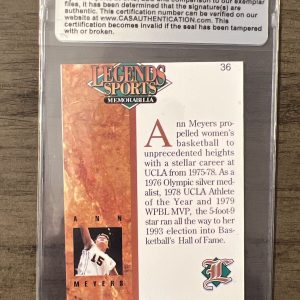 files, it has been determined that the signature(s) are
authentic. This certification number can be verified on our
website at www.CASAUTHENTICATION.com. This
certification becomes invalid if the seal has been tampered
with or broken.
LEGENDS
SPORTS
MEMORABILIA
36
Ann Meyers pro-
pelled women's
basketball to
unprecedented heights
with a stellar career at
UCLA from 1975-78. As a
1976 Olympic silver med-
alist, 1978 UCLA Athlete
of the Year and 1979
WPBL MVP, the 5-foot-9
star ran all the way to her
1993 election into Bas-
ketball's Hall of Fame.
ANN
15
MEYERS
L